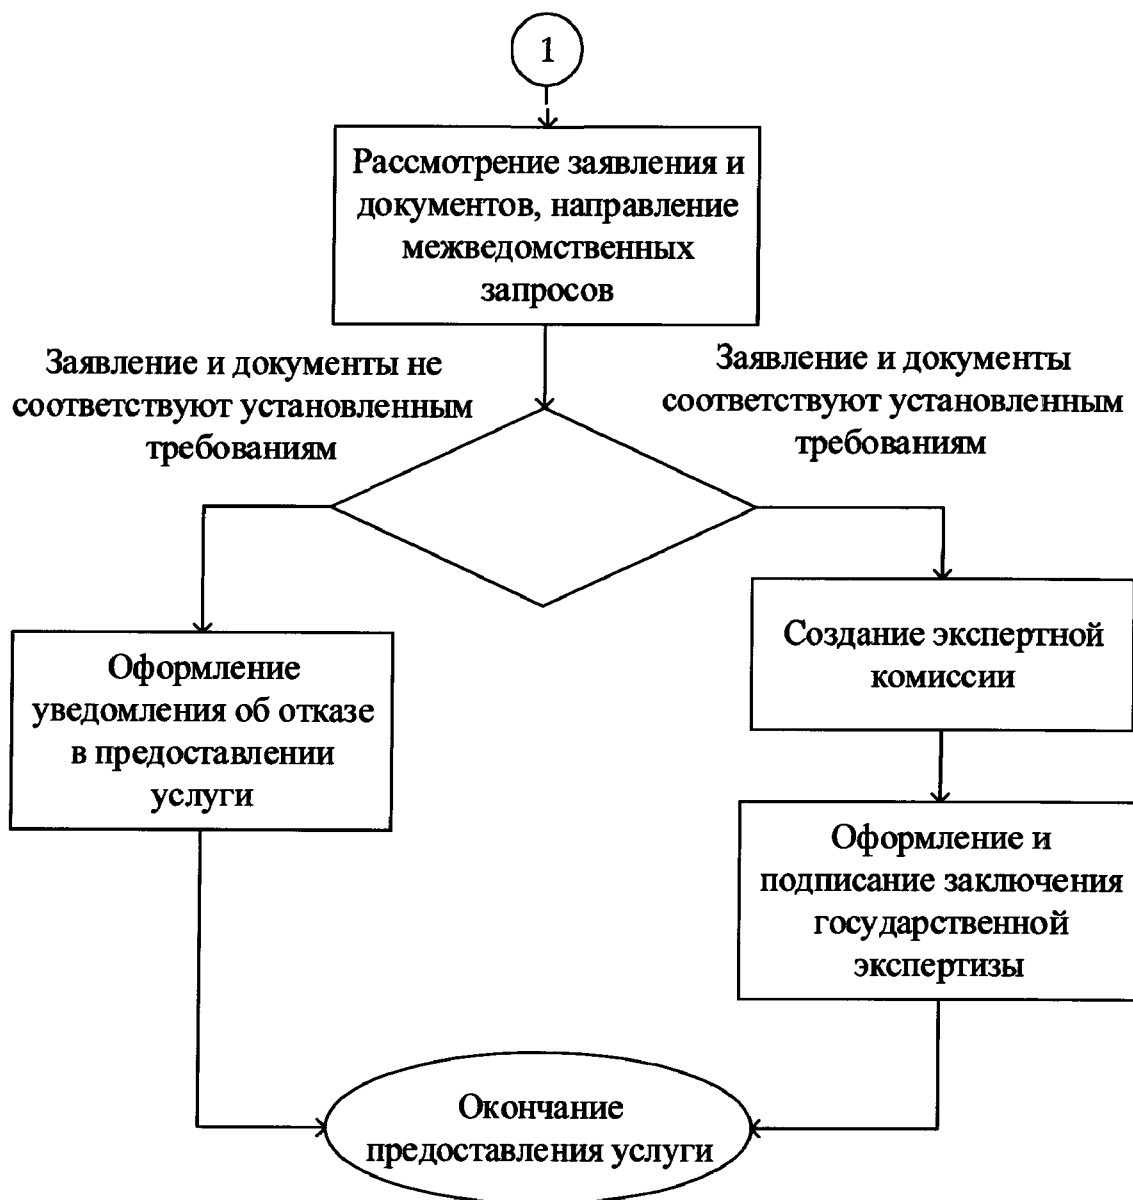 1
Рассмотрение заявления и
документов, направление
межведомственных
запросов
Заявление и документы не
соответствуют установленным
требованиям
Заявление и документы
соответствуют установленным
требованиям
Оформление
уведомления об отказе
в предоставлении
услуги
Создание экспертной
комиссии
Оформление и
подписание заключения
государственной
экспертизы
Окончание
предоставления услуги